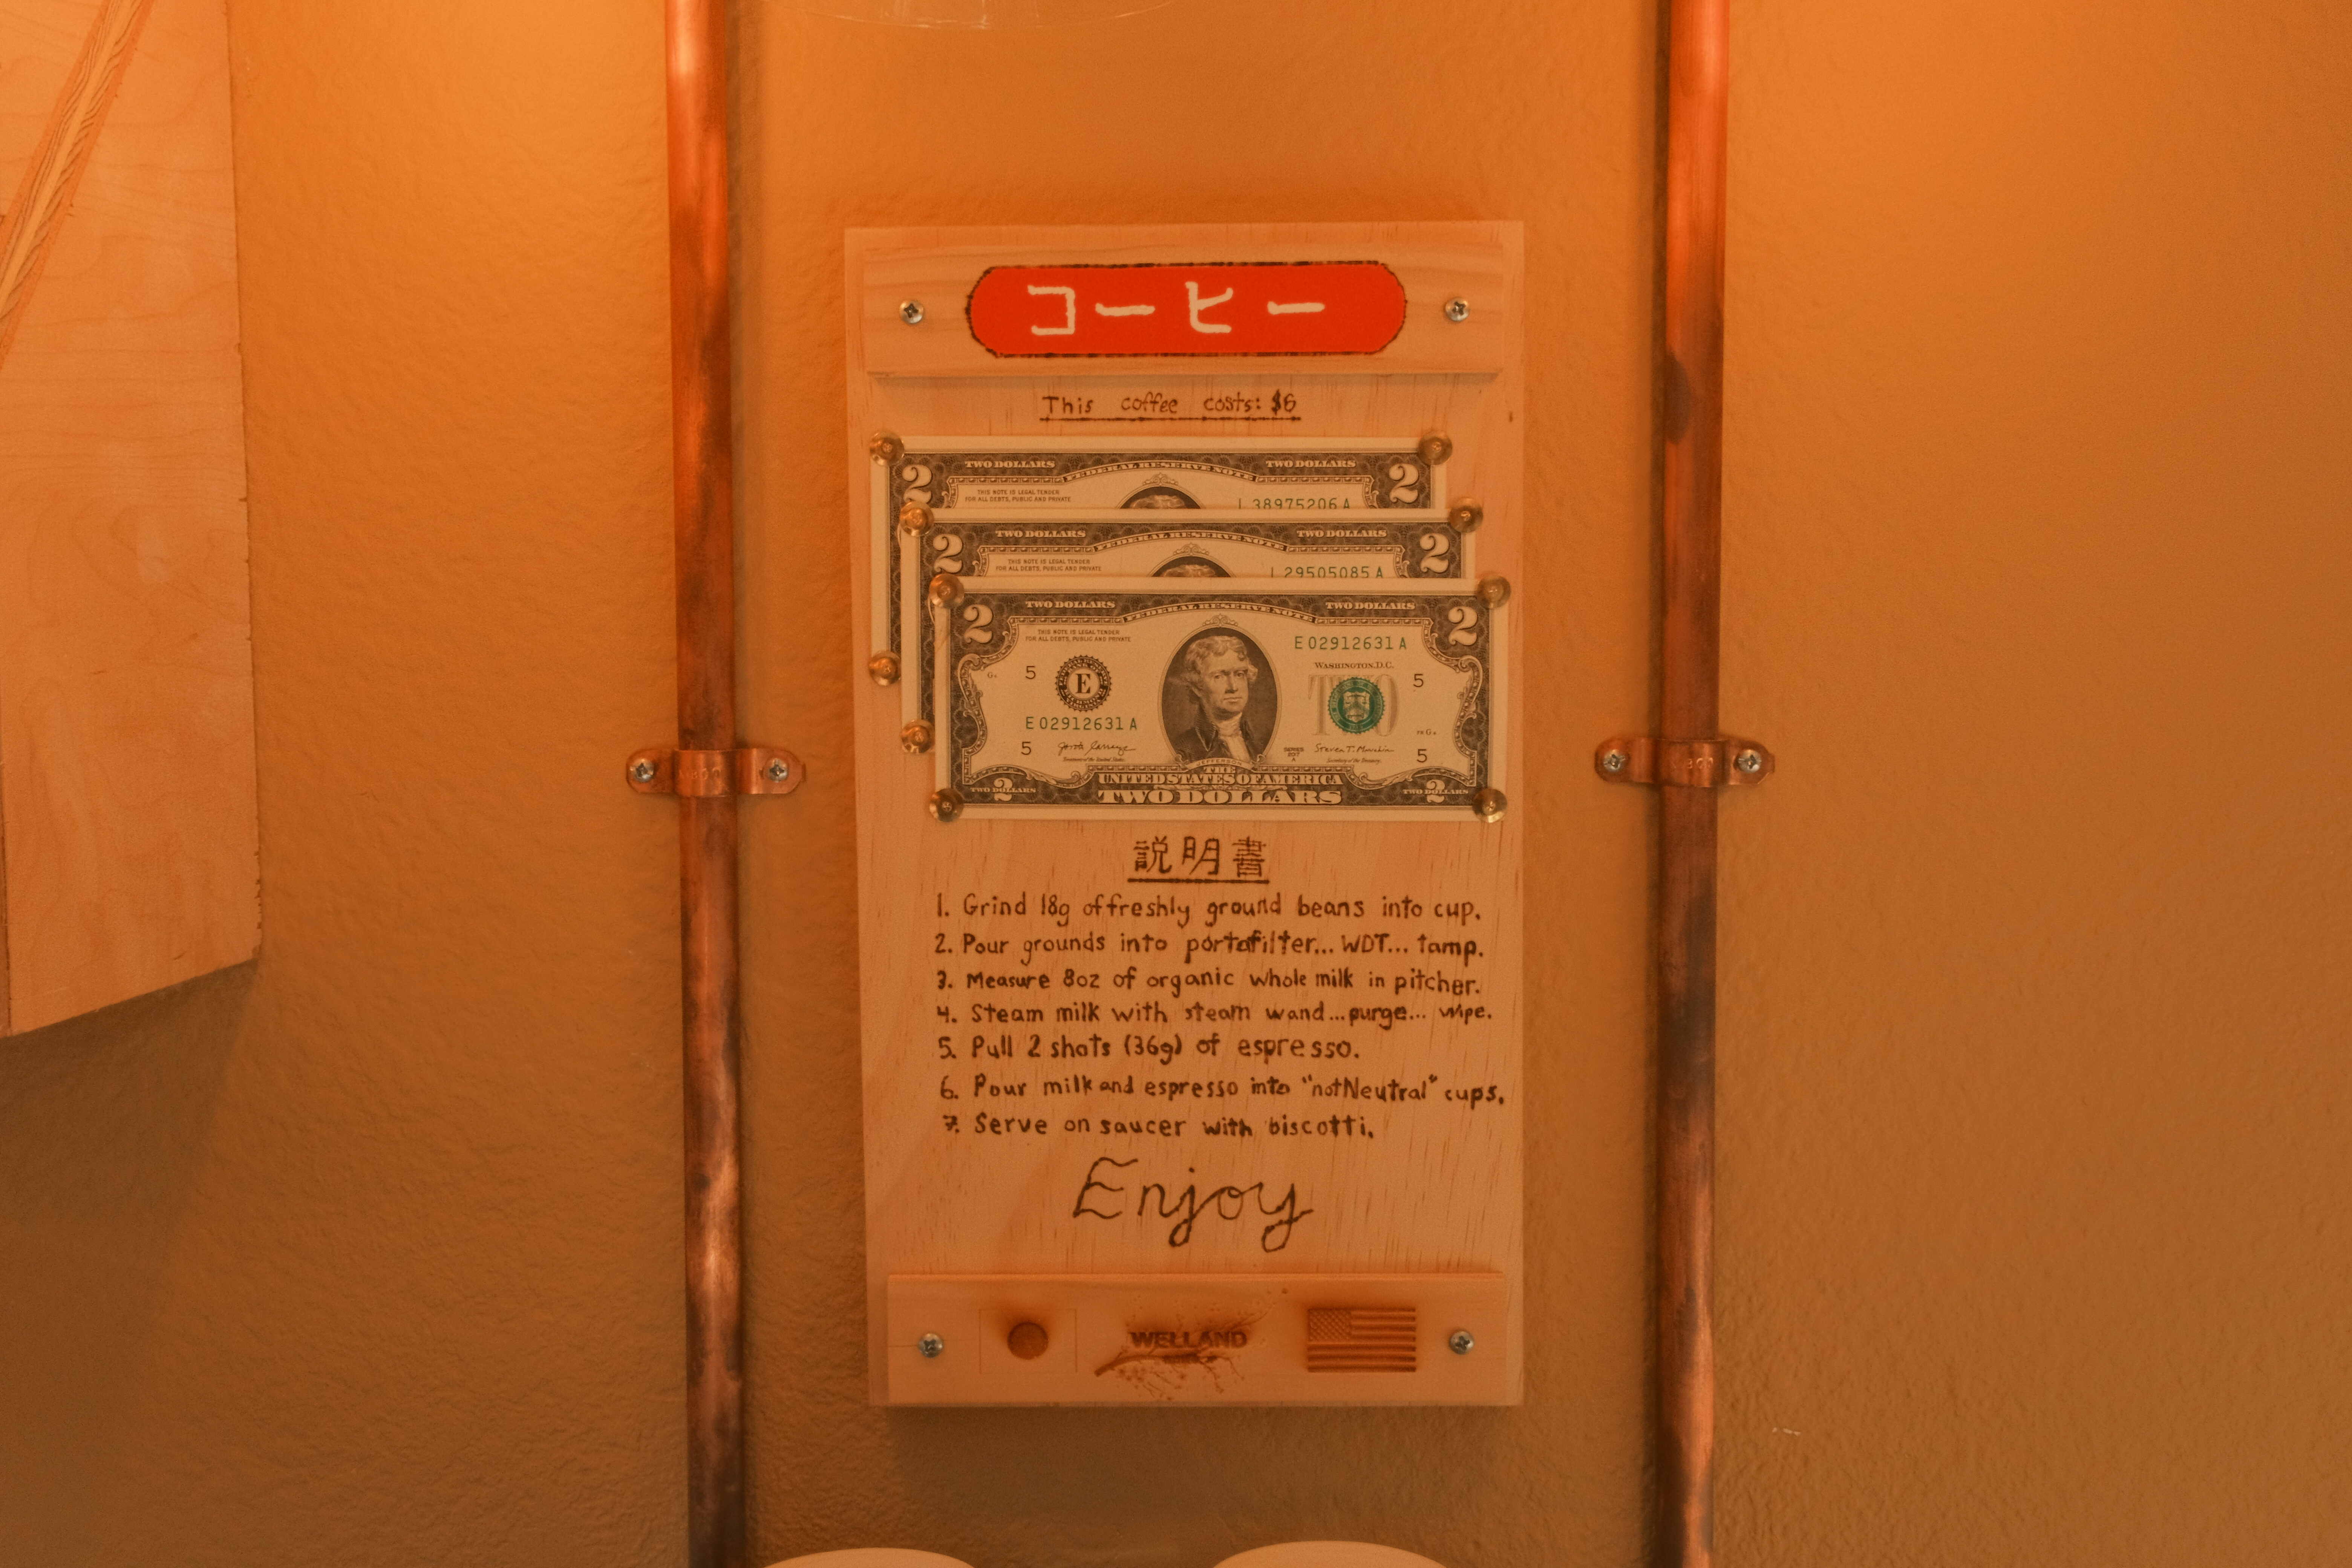 コーヒー
This coffee costs: $6
TWO DOLLARS FEDERAL RESERVE NOTE TWO DOLLARS
2 2
THIS NOTE IS LEGAL TENDER
FOR ALL DEBTS, PUBLIC AND PRIVATE
L 38975206 A
TWO DOLLARS FEDERAL RESERVE NOTE TWO DOLLARS
2 2
THIS NOTE IS LEGAL TENDER
FOR ALL DEBTS, PUBLIC AND PRIVATE
L 29505085 A
TWO DOLLARS FEDERAL RESERVE NOTE TWO DOLLARS
2 2
THIS NOTE IS LEGAL TENDER
FOR ALL DEBTS, PUBLIC AND PRIVATE
E 02912631 A
WASHINGTON, D.C.
5 E TWO 5
E 02912631 A
5 5
THE
UNITED STATES OF AMERICA
TWO DOLLARS 2 TWO DOLLARS TWO DOLLARS 2
説明書
1. Grind 18g of freshly ground beans into cup.
2. Pour grounds into portafilter... WDT... tamp.
3. Measure 8oz of organic whole milk in pitcher.
4. Steam milk with steam wand... purge... wipe.
5. Pull 2 shots (36g) of espresso.
6. Pour milk and espresso into "notNeutral" cups.
7. Serve on saucer with biscotti.
Enjoy
WELLAND